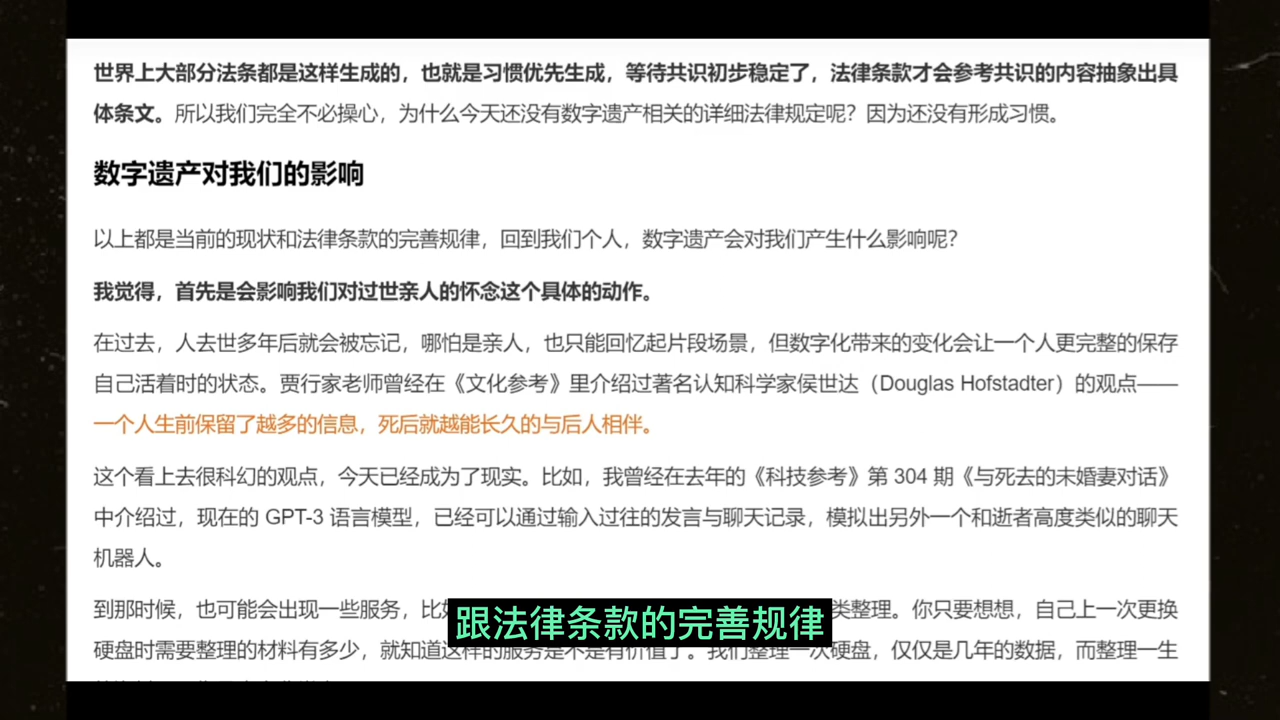 世界上大部分法条都是这样生成的，也就是习惯优先生成，等待共识初步稳定了，法律条款才会参考共识的内容抽象出具
体条文。所以我们完全不必操心，为什么今天还没有数字遗产相关的详细法律规定呢？因为还没有形成习惯。
数字遗产对我们的影响
以上都是当前的现状和法律条款的完善规律，回到我们个人，数字遗产会对我们产生什么影响呢？
我觉得，首先是会影响我们对过世亲人的怀念这个具体的动作。
在过去，人去世多年后就会被忘记，哪怕是亲人，也只能回忆起片段场景，但数字化带来的变化会让一个人更完整的保存
自己活着时的状态。贾行家老师曾经在《文化参考》里介绍过著名认知科学家侯世达（Douglas Hofstadter）的观点——
一个人生前保留了越多的信息，死后就越能长久的与后人相伴。
这个看上去很科幻的观点，今天已经成为了现实。比如，我曾经在去年的《科技参考》第 304 期《与死去的未婚妻对话》
中介绍过，现在的 GPT-3 语言模型，已经可以通过输入过往的发言与聊天记录，模拟出另外一个和逝者高度类似的聊天
机器人。
到那时候，也可能会出现一些服务，比 类整理。你只要想想，自己上一次更换
跟法律条款的完善规律
硬盘时需要整理的材料有多少，就知道这样的服务是不是有价值了。我们整理一次硬盘，仅仅是几年的数据，而整理一生